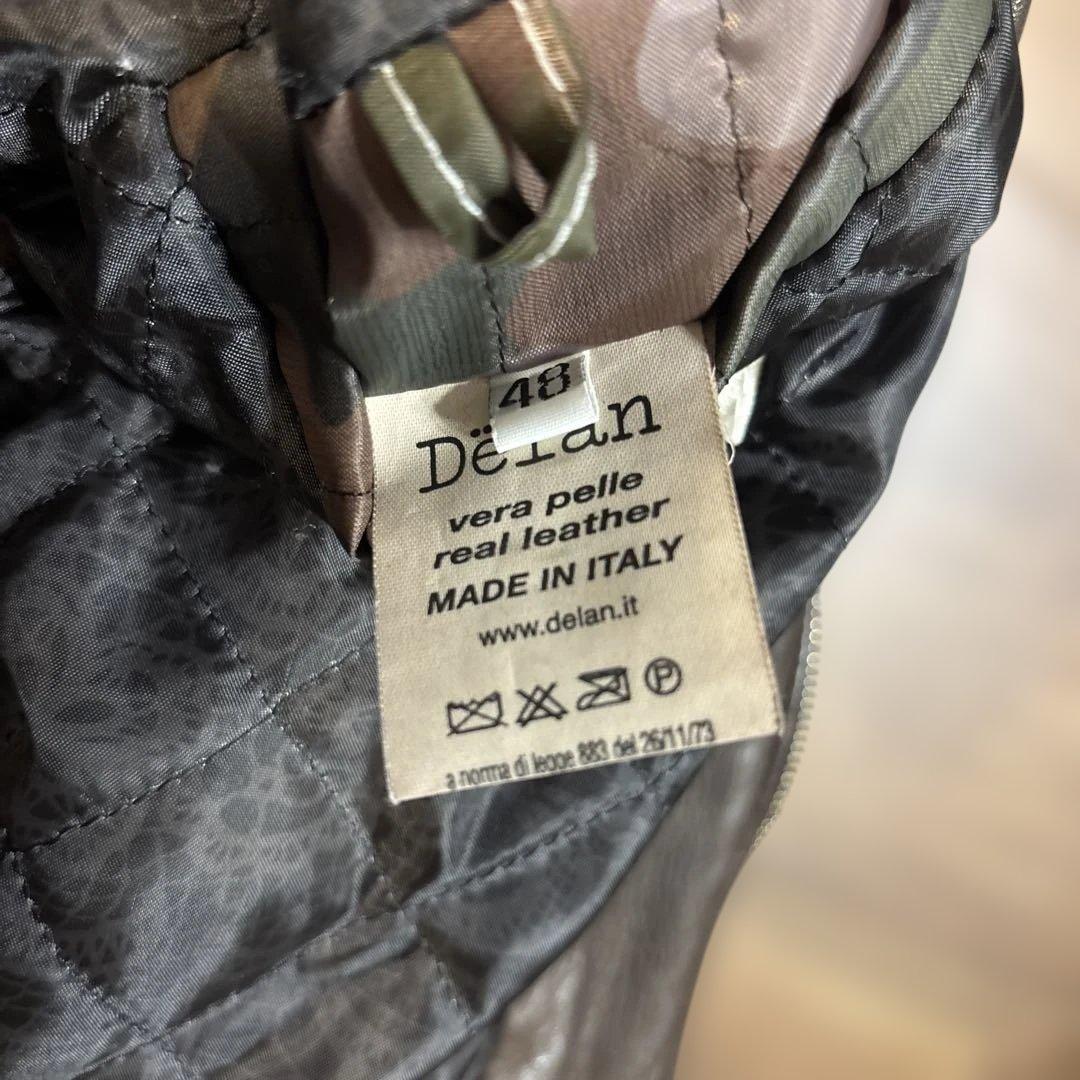 48
Dëlan
vera pelle
real leather
MADE IN ITALY
www.delan.it
P
a norma di legge 883 del 26/11/73